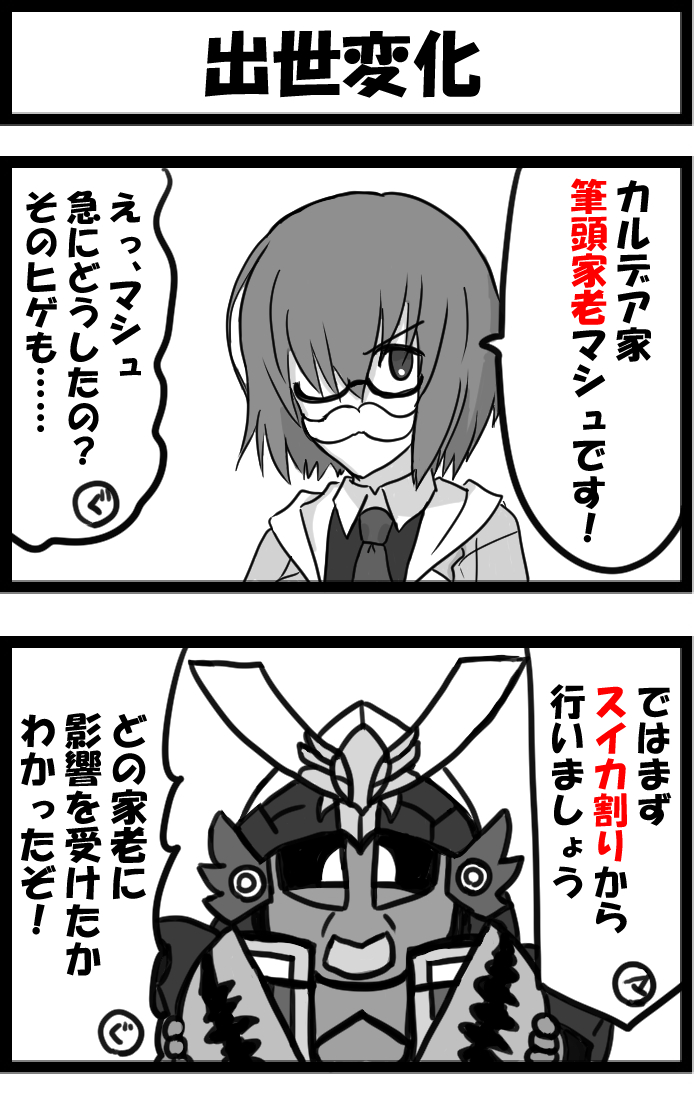 出世変化
カルデア家
筆頭家老マシュです！
えっ、マシュ
急にどうしたの？
そのヒゲも……
ぐ
ではまず
スイカ割りから
行いましょう
マ
どの家老に
影響を受けたか
わかったぞ！
ぐ